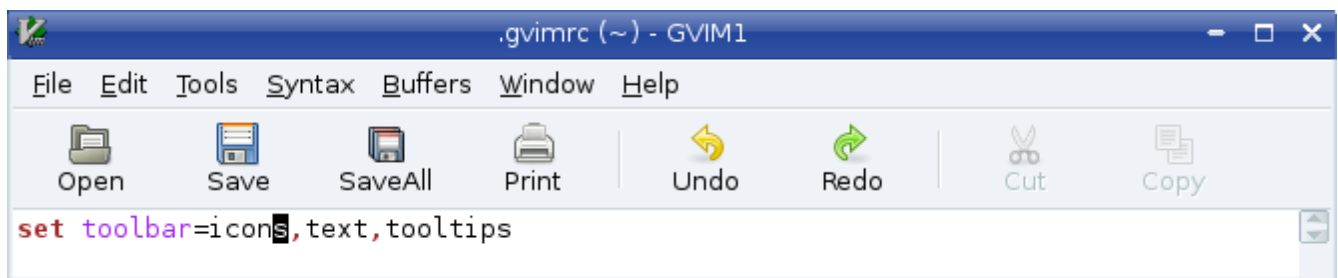 .gvimrc (~) - GVIM1
File Edit Tools Syntax Buffers Window Help
Open Save SaveAll Print Undo Redo Cut Copy
set toolbar=icons,text,tooltips